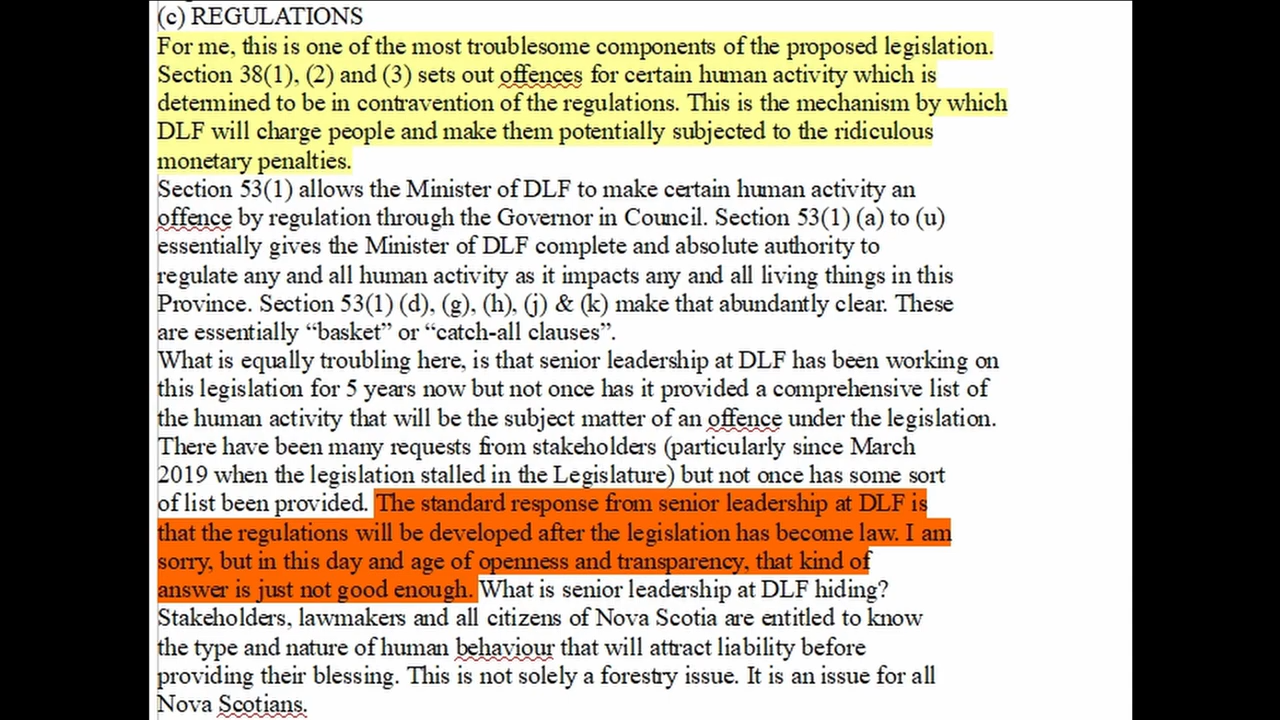 (c) REGULATIONS
For me, this is one of the most troublesome components of the proposed legislation.
Section 38(1), (2) and (3) sets out offences for certain human activity which is
determined to be in contravention of the regulations. This is the mechanism by which
DLF will charge people and make them potentially subjected to the ridiculous
monetary penalties.
Section 53(1) allows the Minister of DLF to make certain human activity an
offence by regulation through the Governor in Council. Section 53(1) (a) to (u)
essentially gives the Minister of DLF complete and absolute authority to
regulate any and all human activity as it impacts any and all living things in this
Province. Section 53(1) (d), (g), (h), (j) & (k) make that abundantly clear. These
are essentially “basket” or “catch-all clauses”.
What is equally troubling here, is that senior leadership at DLF has been working on
this legislation for 5 years now but not once has it provided a comprehensive list of
the human activity that will be the subject matter of an offence under the legislation.
There have been many requests from stakeholders (particularly since March
2019 when the legislation stalled in the Legislature) but not once has some sort
of list been provided. The standard response from senior leadership at DLF is
that the regulations will be developed after the legislation has become law. I am
sorry, but in this day and age of openness and transparency, that kind of
answer is just not good enough. What is senior leadership at DLF hiding?
Stakeholders, lawmakers and all citizens of Nova Scotia are entitled to know
the type and nature of human behaviour that will attract liability before
providing their blessing. This is not solely a forestry issue. It is an issue for all
Nova Scotians.